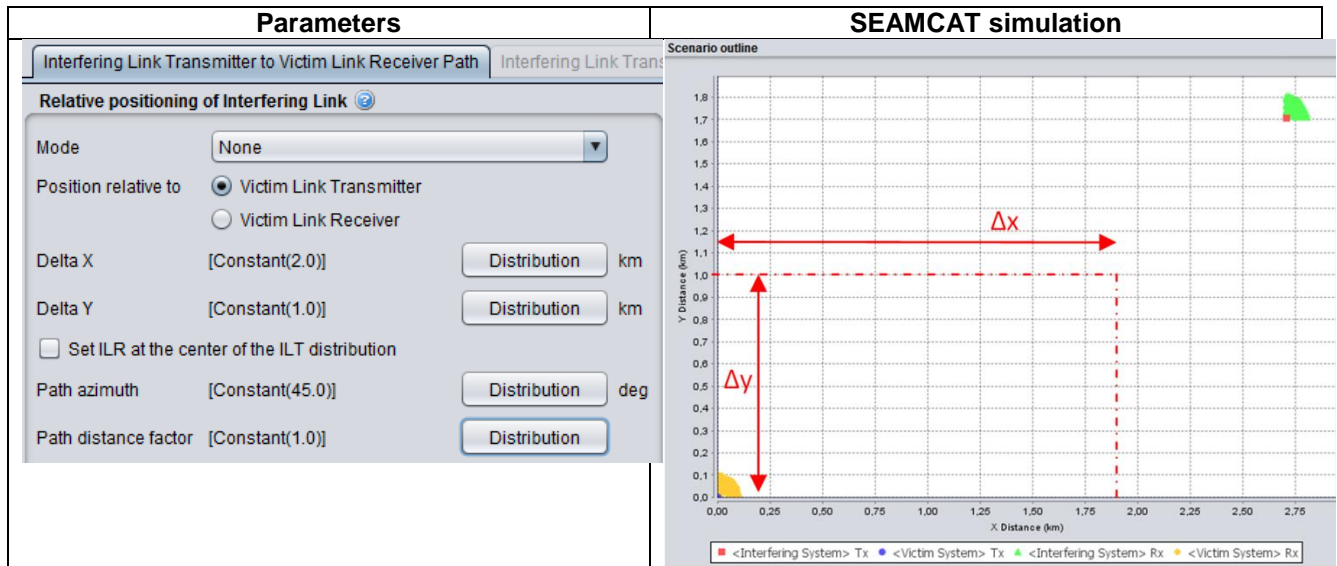 Parameters
SEAMCAT simulation
Interfering Link Transmitter to Victim Link Receiver Path
Interfering Link Trans
Relative positioning of Interfering Link
Mode
None
Position relative to
Victim Link Transmitter
Victim Link Receiver
Delta X [Constant(2.0)] Distribution km
Delta Y [Constant(1.0)] Distribution km
Set ILR at the center of the ILT distribution
Path azimuth [Constant(45.0)] Distribution deg
Path distance factor [Constant(1.0)] Distribution
Scenario outline
1,8
1,7
1,6
1,5
1,4
1,3
1,2
1,1
1,0
0,9
0,8
0,7
0,6
0,5
0,4
0,3
0,2
0,1
0,0
Y Distance (km)
Δx
Δy
0,00 0,25 0,50 0,75 1,00 1,25 1,50 1,75 2,00 2,25 2,50 2,75
X Distance (km)
<Interfering System> Tx <Victim System> Tx <Interfering System> Rx <Victim System> Rx